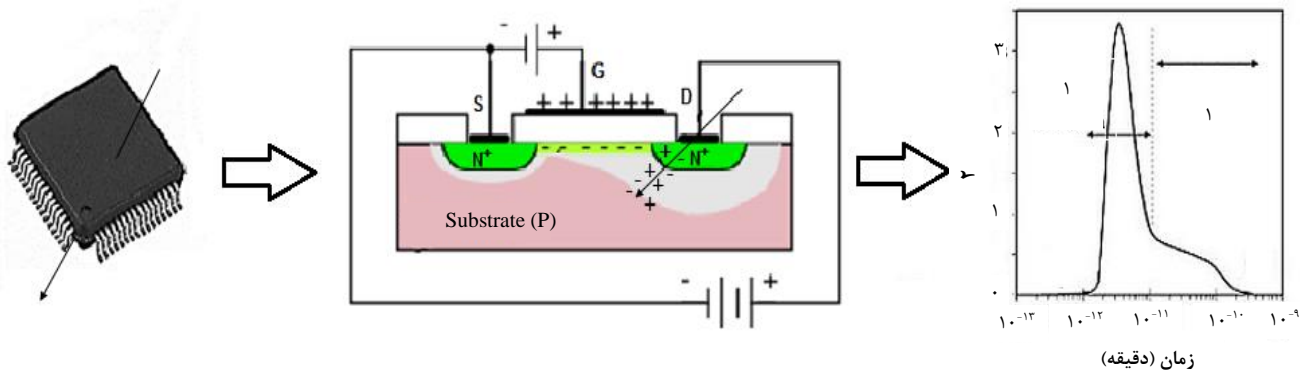 - +
G
S
D
+ + + + + + +
- - - - - - -
N⁺
N⁺
+ -
+ -
- +
- +
Substrate (P)
- +
۳
۲
۱
۰
۱
۱
۲
۱۰⁻¹³ ۱۰⁻¹² ۱۰⁻¹¹ ۱۰⁻¹⁰ ۱۰⁻⁹
زمان (دقیقه)